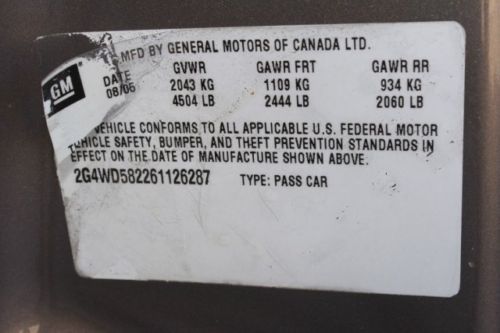 MFD BY GENERAL MOTORS OF CANADA LTD.
GM
DATE GVWR GAWR FRT GAWR RR
08/06 2043 KG 1109 KG 934 KG
4504 LB 2444 LB 2060 LB
VEHICLE CONFORMS TO ALL APPLICABLE U.S. FEDERAL MOTOR
VEHICLE SAFETY, BUMPER, AND THEFT PREVENTION STANDARDS IN
EFFECT ON THE DATE OF MANUFACTURE SHOWN ABOVE.
2G4WD582261126287 TYPE: PASS CAR